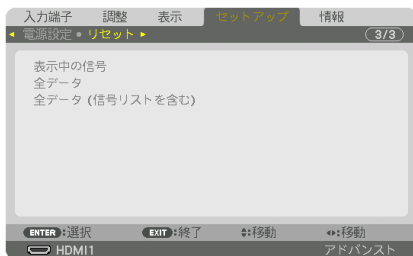 入力端子 調整 表示 セットアップ 情報
電源設定 • リセット 3/3
表示中の信号
全データ
全データ (信号リストを含む)
ENTER :選択 EXIT :終了 :移動 :移動
HDMI1 アドバンスト